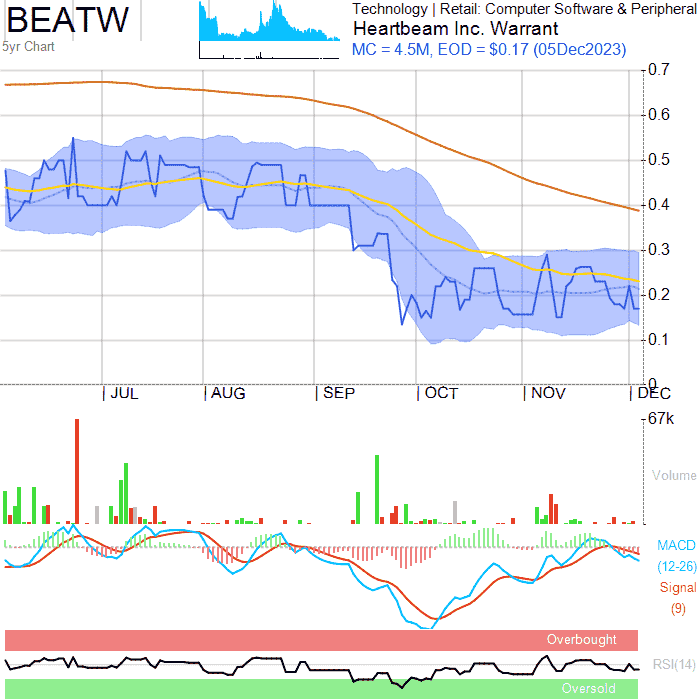 BEATW
5yr Chart
Technology | Retail: Computer Software & Peripheral
Heartbeam Inc. Warrant
MC = 4.5M, EOD = $0.17 (05Dec2023)
0.7
0.6
0.5
0.4
0.3
0.2
0.1
0
JUL
AUG
SEP
OCT
NOV
DEC
67k
Volume
MACD
(12-26)
Signal
(9)
Overbought
RSI(14)
Oversold